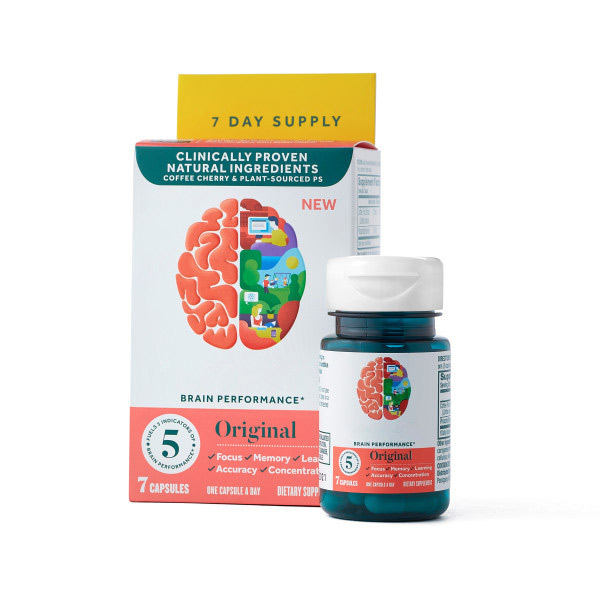 7 DAY SUPPLY
CLINICALLY PROVEN
NATURAL INGREDIENTS
COFFEE CHERRY & PLANT-SOURCED PS
NEW
BRAIN PERFORMANCE*
FUELS 5 INDICATORS OF
BRAIN PERFORMANCE*
5
Original
✓Focus ✓Memory ✓Lea
✓Accuracy ✓Concentrat
7 CAPSULES
ONE CAPSULE A DAY
DIETARY SUPP
Supplement
BRAIN PERFORMANCE*
5
Original
✓Focus ✓Memory ✓Learning
✓Accuracy ✓Concentration
7 CAPSULES
ONE CAPSULE A DAY
DIETARY SUPPLEMENT